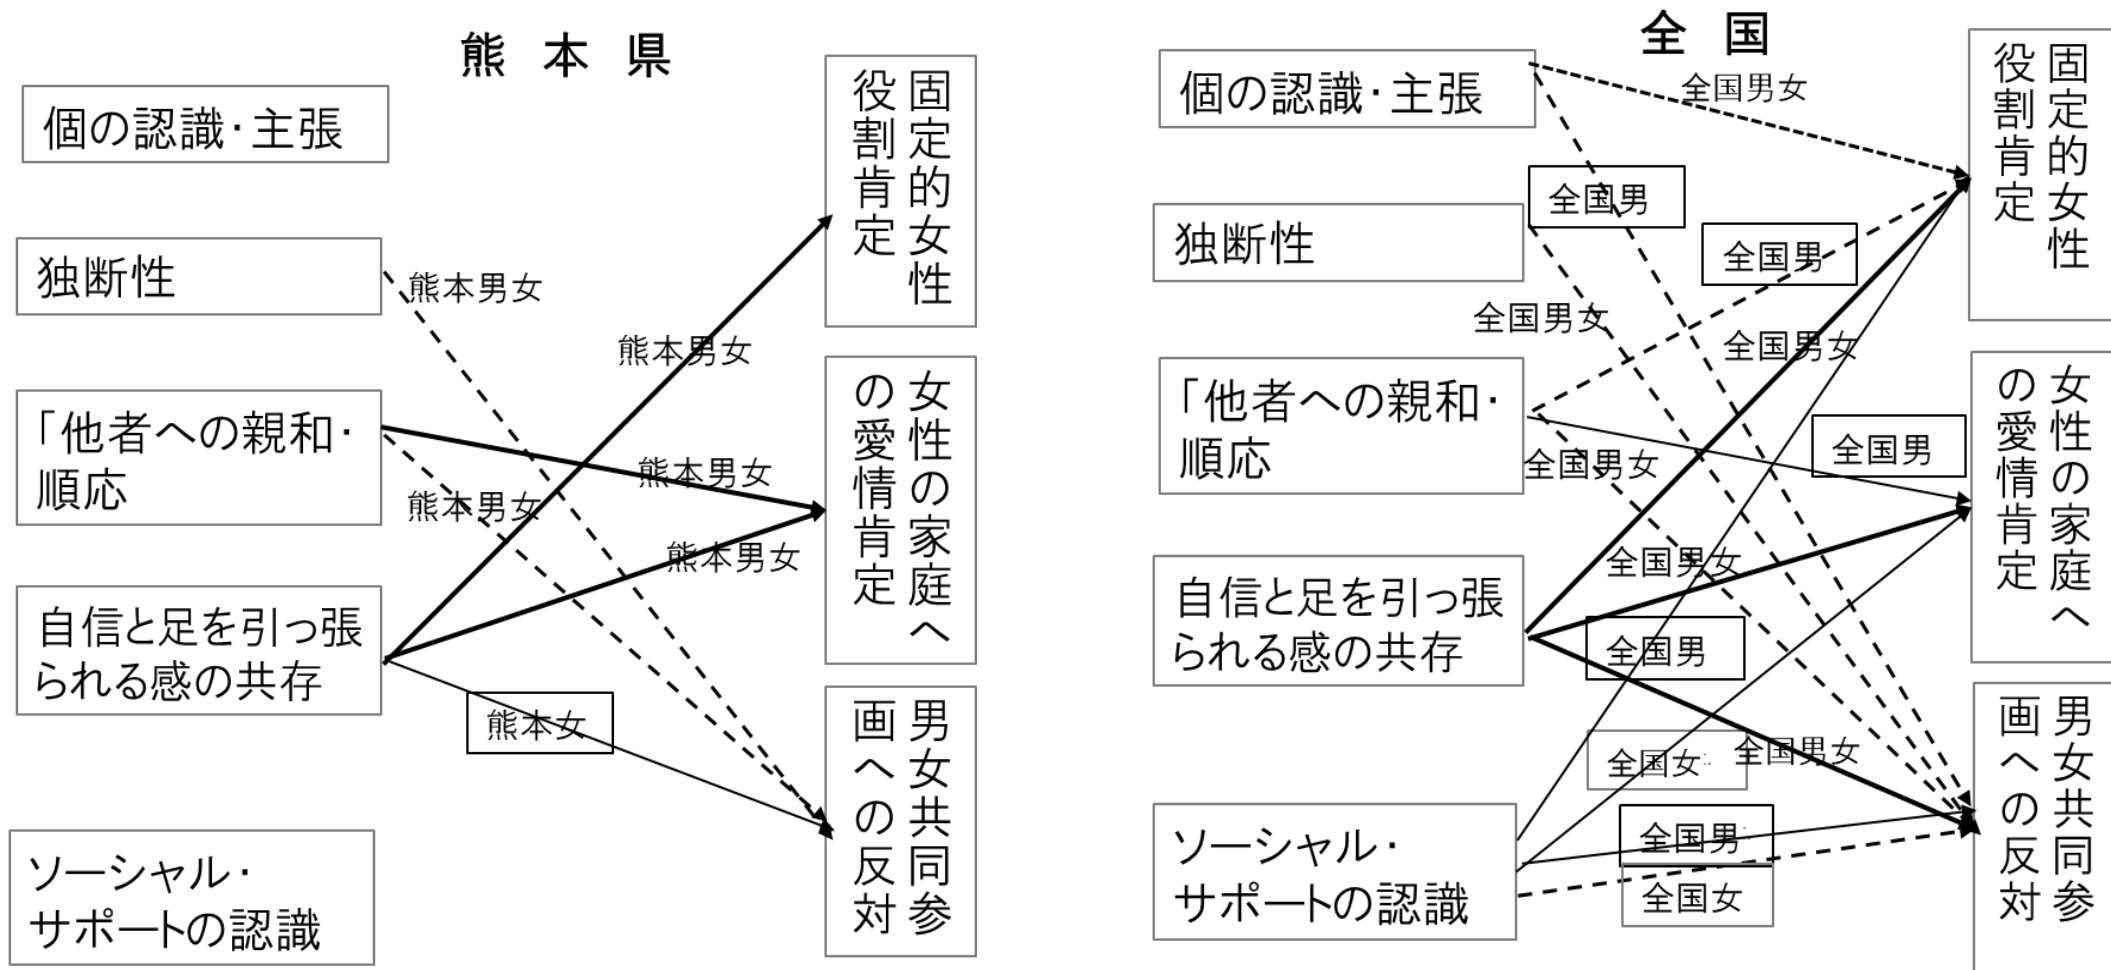 熊 本 県
個の認識・主張
独断性
「他者への親和・
順応
自信と足を引っ張
られる感の共存
ソーシャル・
サポートの認識
熊本男女
熊本男女
熊本男女
熊本男女
熊本男女
熊本女
固定的女性
役割肯定
女性の家庭へ
の愛情肯定
男女共同参
画への反対
全 国
個の認識・主張
独断性
「他者への親和・
順応
自信と足を引っ張
られる感の共存
ソーシャル・
サポートの認識
全国男女
全国男
全国男
全国男女
全国男女
全国男
全国男女
全国男女
全国男
全国女
全国男女
全国男
全国女
固定的女性
役割肯定
女性の家庭へ
の愛情肯定
男女共同参
画への反対